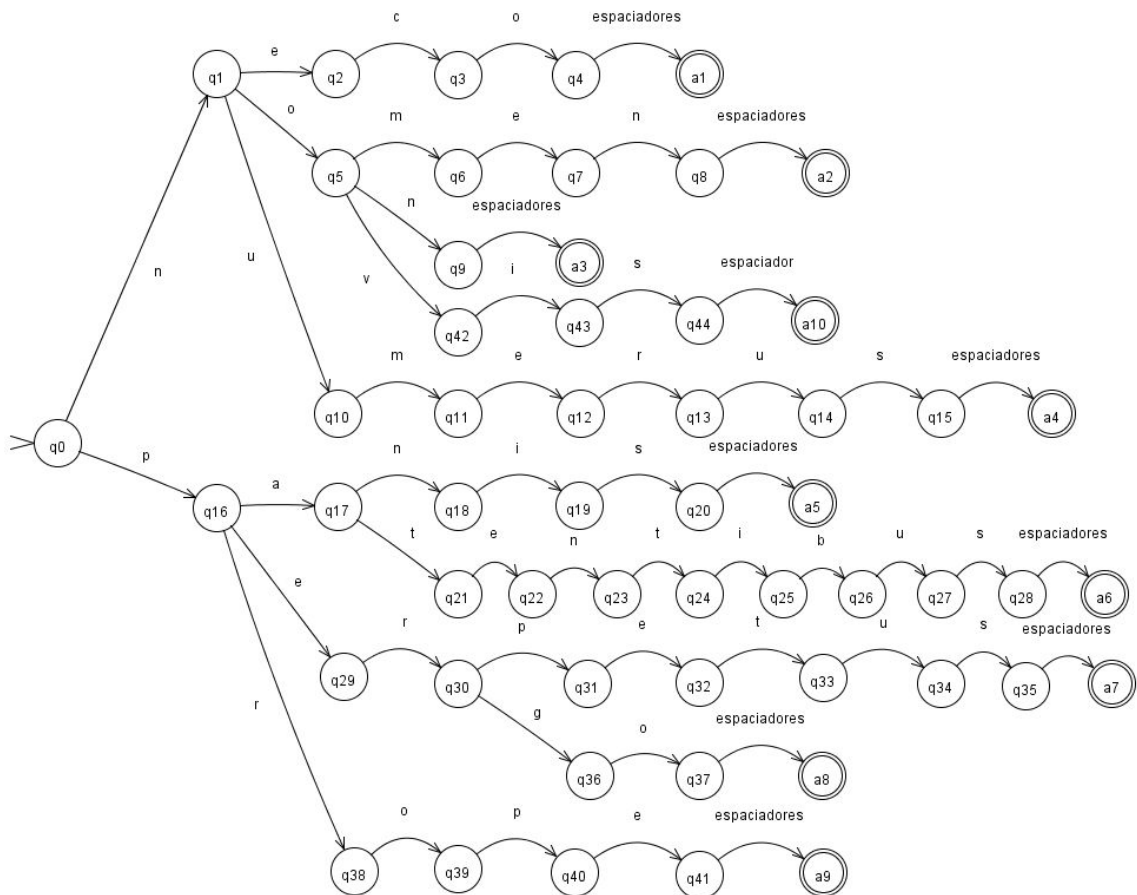 c o espaciadores
e
q1 q2 q3 q4 a1
o m e n espaciadores
q5 q6 q7 q8 a2
n espaciadores
n u q9 a3
v i s espaciador
q42 q43 q44 a10
m e r u s espaciadores
q10 q11 q12 q13 q14 q15 a4
q0
p n i s espaciadores
a
q16 q17 q18 q19 q20 a5
t e n t i b u s espaciadores
e
q21 q22 q23 q24 q25 q26 q27 q28 a6
r p e t u s espaciadores
q29 q30 q31 q32 q33 q34 q35 a7
r g o espaciadores
q36 q37 a8
o p e espaciadores
q38 q39 q40 q41 a9